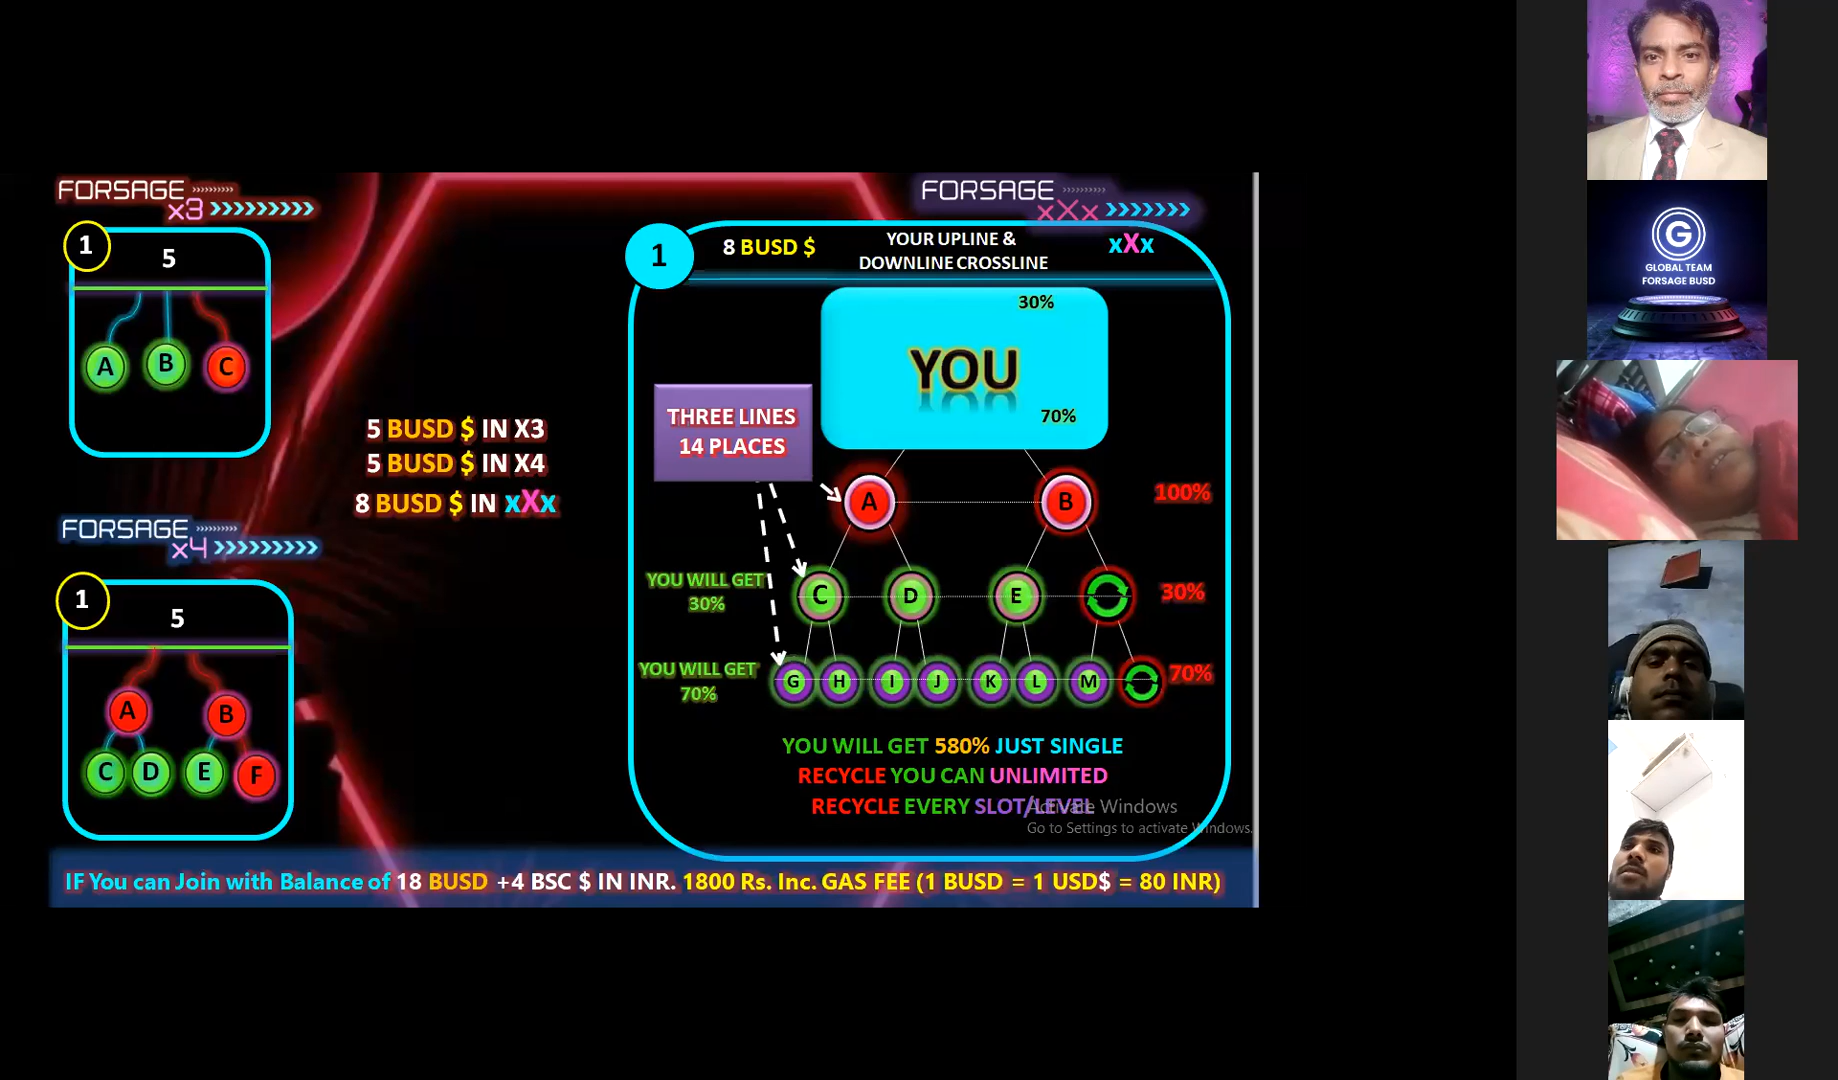 FORSAGE »»»»»
x3 »»»»»
1
5
A B C
5 BUSD $ IN X3
5 BUSD $ IN X4
8 BUSD $ IN xXx
FORSAGE »»»»»
x4 »»»»»
1
5
A B
C D E F
FORSAGE »»»»»
xXx »»»»»
1
8 BUSD $
YOUR UPLINE &
DOWNLINE CROSSLINE
xXx
30%
YOU
70%
THREE LINES
14 PLACES
A B 100%
YOU WILL GET
30%
C D E 30%
YOU WILL GET
70%
G H I J K L M 70%
YOU WILL GET 580% JUST SINGLE
RECYCLE YOU CAN UNLIMITED
RECYCLE EVERY SLOT/LEVEL
Activate Windows
Go to Settings to activate Windows.
IF You can Join with Balance of 18 BUSD +4 BSC $ IN INR. 1800 Rs. Inc. GAS FEE (1 BUSD = 1 USD$ = 80 INR)
G
GLOBAL TEAM
FORSAGE BUSD